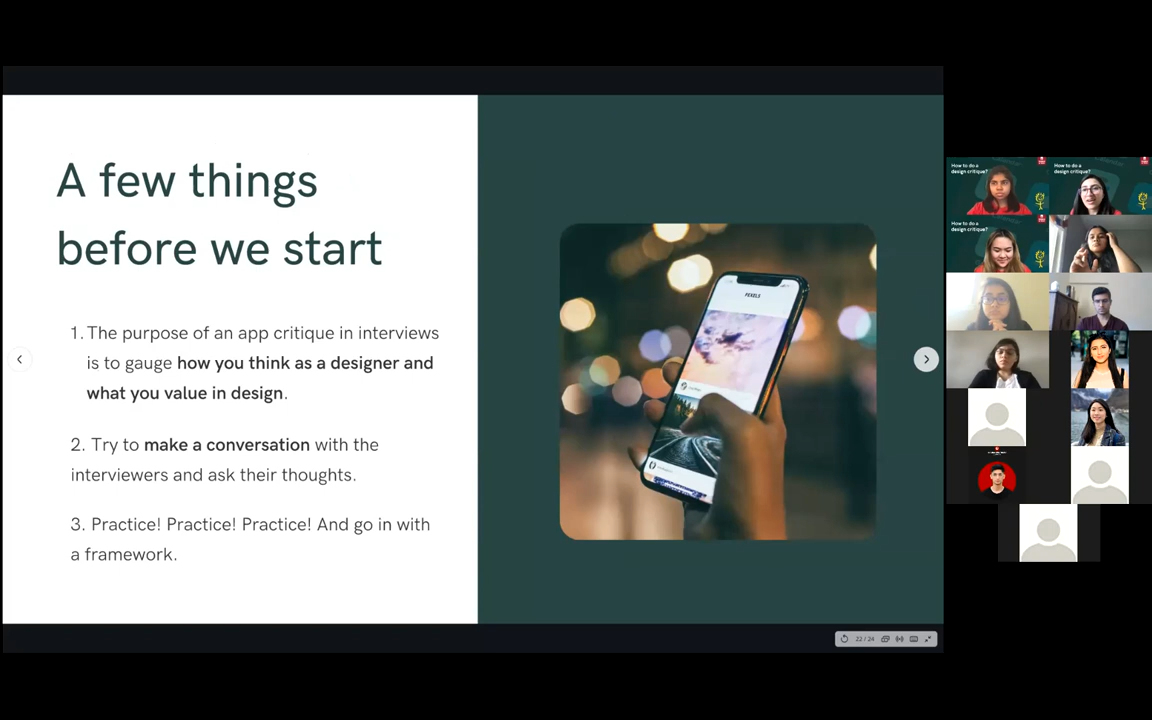 A few things
before we start
1. The purpose of an app critique in interviews
is to gauge how you think as a designer and
what you value in design.
2. Try to make a conversation with the
interviewers and ask their thoughts.
3. Practice! Practice! Practice! And go in with
a framework.
PEXELS
22 / 24
How to do a
design critique?
How to do a
design critique?
How to do a
design critique?